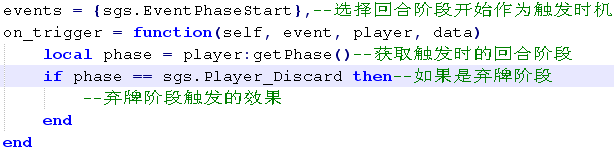 events = {sgs.EventPhaseStart},--选择回合阶段开始作为触发时机
on_trigger = function(self, event, player, data)
local phase = player:getPhase()--获取触发时的回合阶段
if phase == sgs.Player_Discard then--如果是弃牌阶段
--弃牌阶段触发的效果
end
end